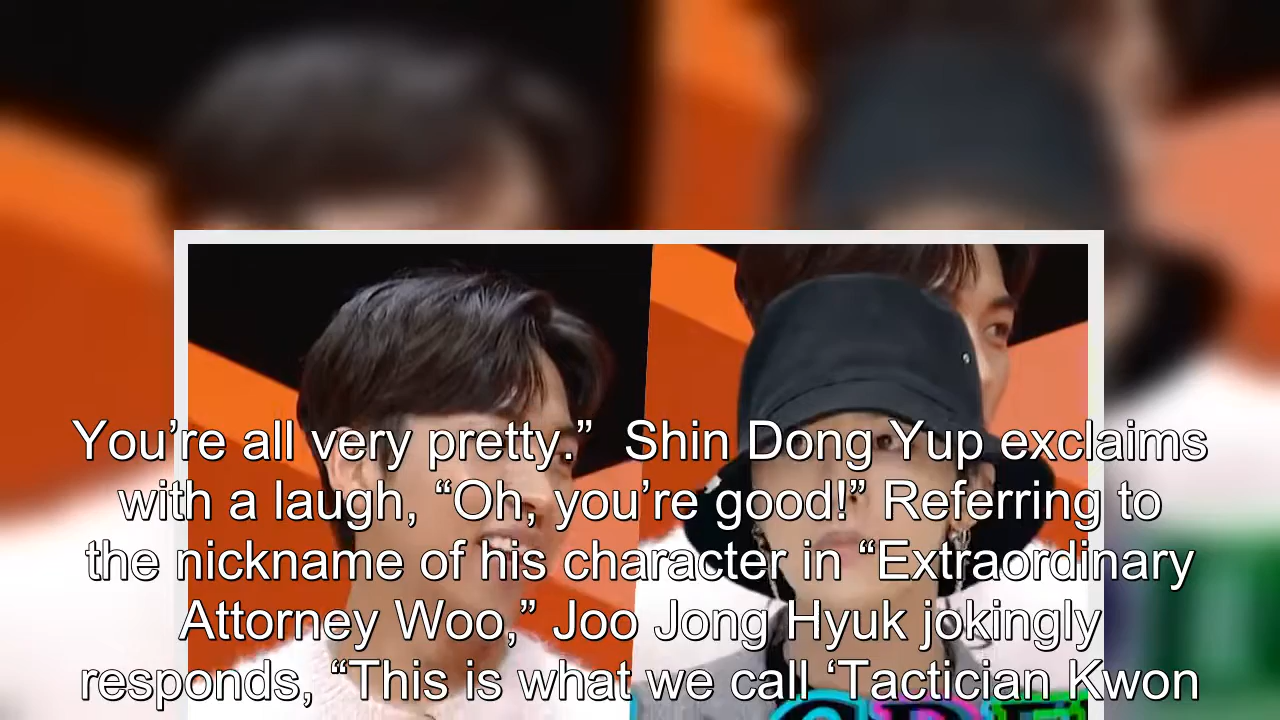 You’re all very pretty.”  Shin Dong Yup exclaims
with a laugh, “Oh, you’re good!” Referring to
the nickname of his character in “Extraordinary
Attorney Woo,” Joo Jong Hyuk jokingly
responds, “This is what we call ‘Tactician Kwon